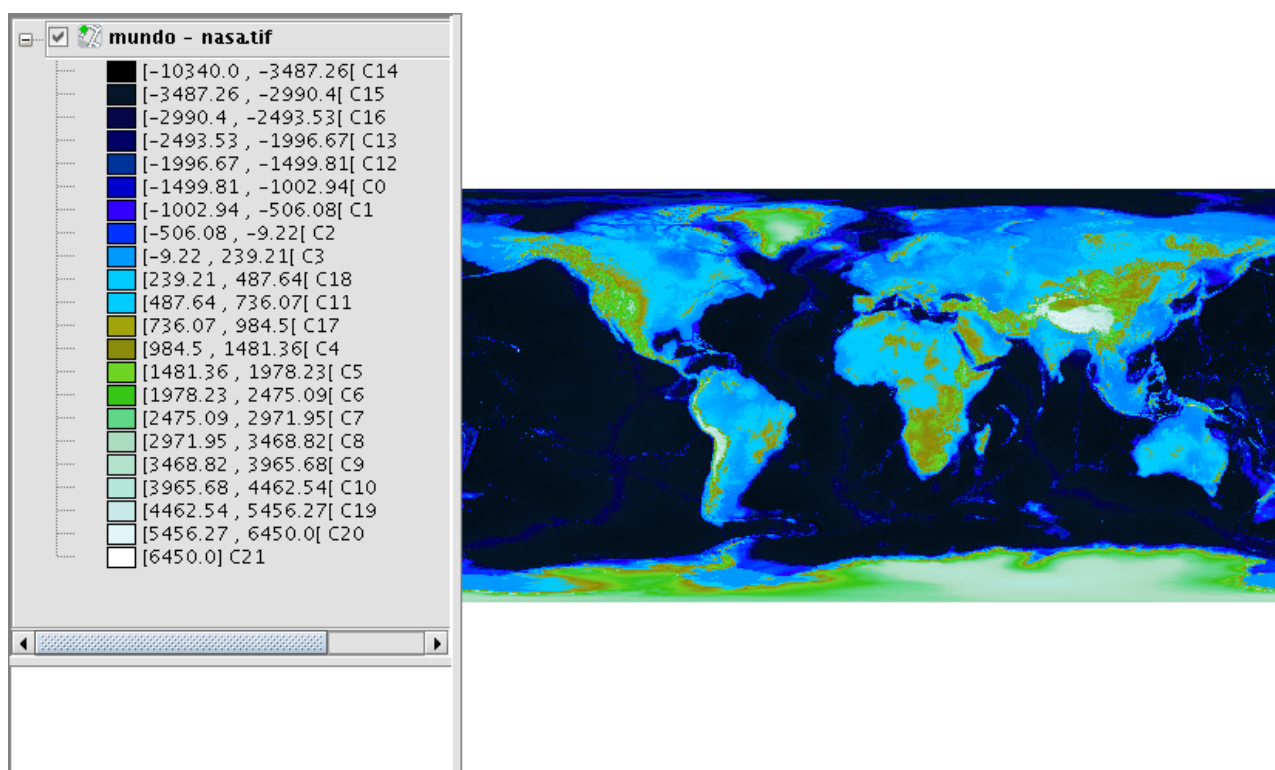 mundo - nasa.tif
[-10340.0 , -3487.26[ C14
[-3487.26 , -2990.4[ C15
[-2990.4 , -2493.53[ C16
[-2493.53 , -1996.67[ C13
[-1996.67 , -1499.81[ C12
[-1499.81 , -1002.94[ C0
[-1002.94 , -506.08[ C1
[-506.08 , -9.22[ C2
[-9.22 , 239.21[ C3
[239.21 , 487.64[ C18
[487.64 , 736.07[ C11
[736.07 , 984.5[ C17
[984.5 , 1481.36[ C4
[1481.36 , 1978.23[ C5
[1978.23 , 2475.09[ C6
[2475.09 , 2971.95[ C7
[2971.95 , 3468.82[ C8
[3468.82 , 3965.68[ C9
[3965.68 , 4462.54[ C10
[4462.54 , 5456.27[ C19
[5456.27 , 6450.0[ C20
[6450.0] C21